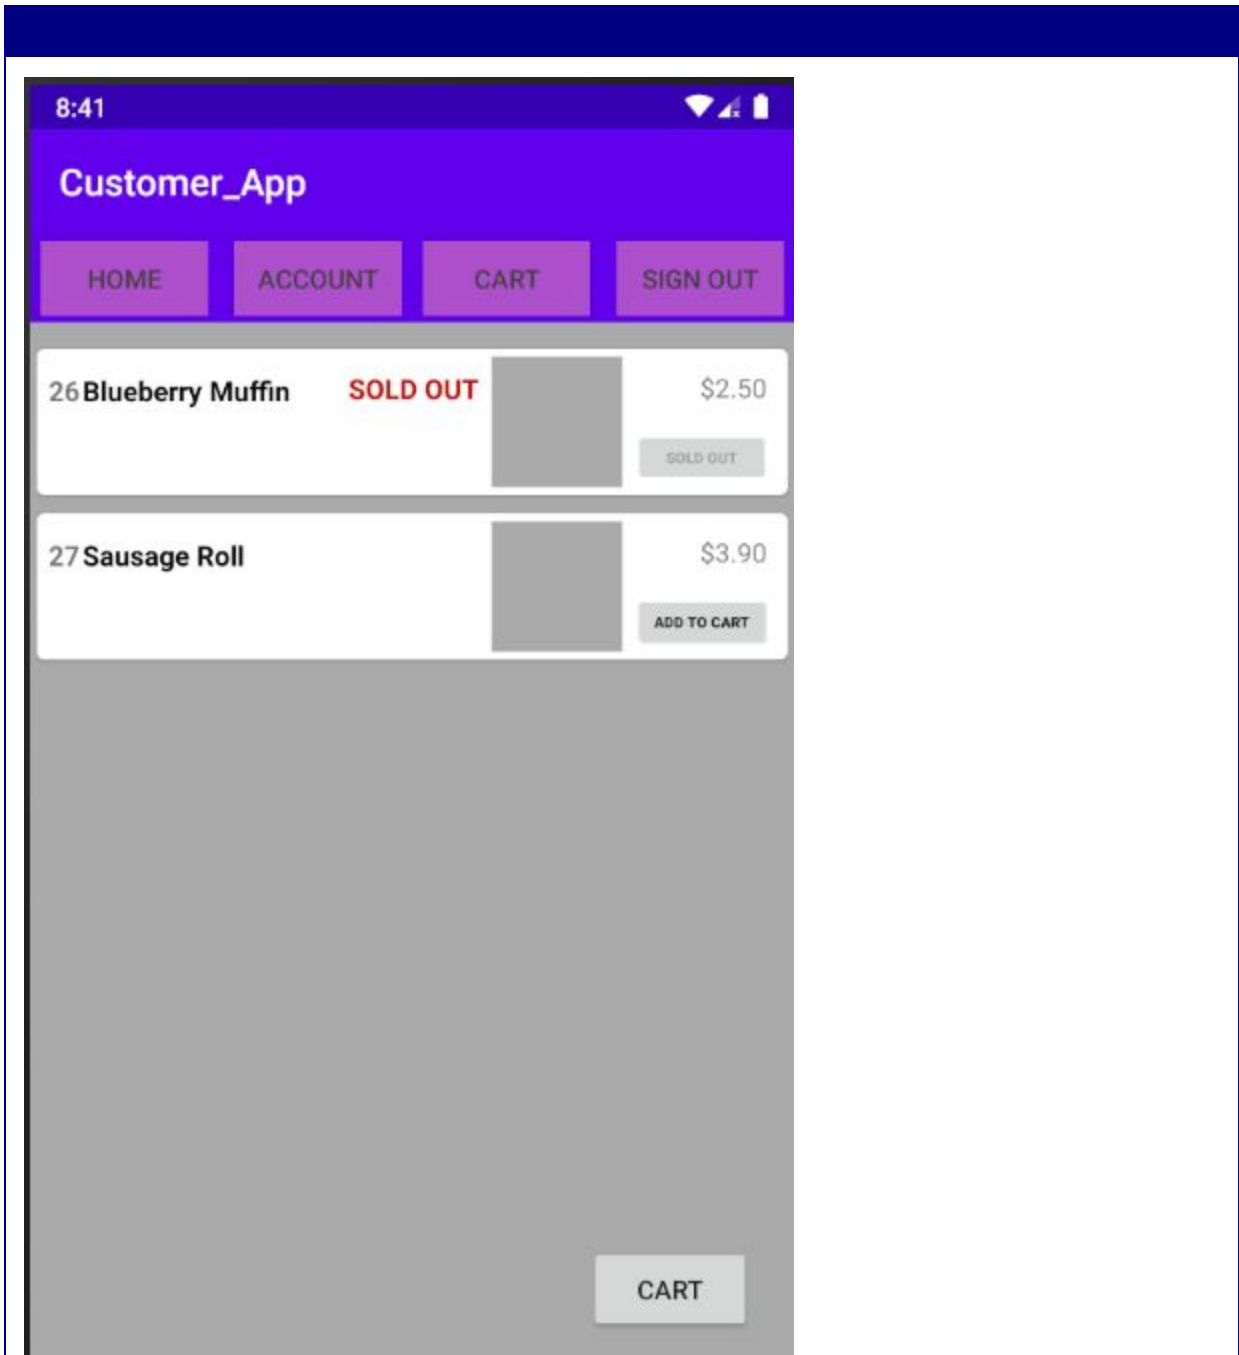 8:41
Customer_App
HOME ACCOUNT CART SIGN OUT
26 Blueberry Muffin SOLD OUT $2.50
SOLD OUT
27 Sausage Roll $3.90
ADD TO CART
CART